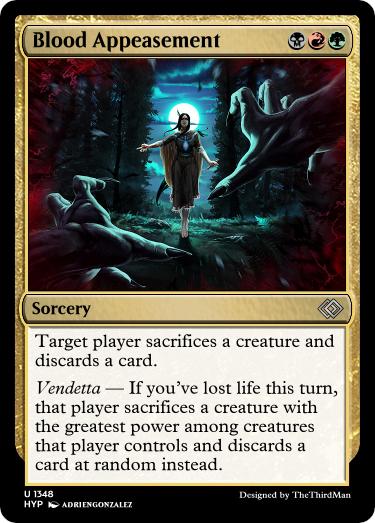 Blood Appeasement
Sorcery
Target player sacrifices a creature and
discards a card.
Vendetta — If you've lost life this turn,
that player sacrifices a creature with
the greatest power among creatures
that player controls and discards a
card at random instead.
U 1348
HYP ADRIENGONZALEZ
Designed by TheThirdMan